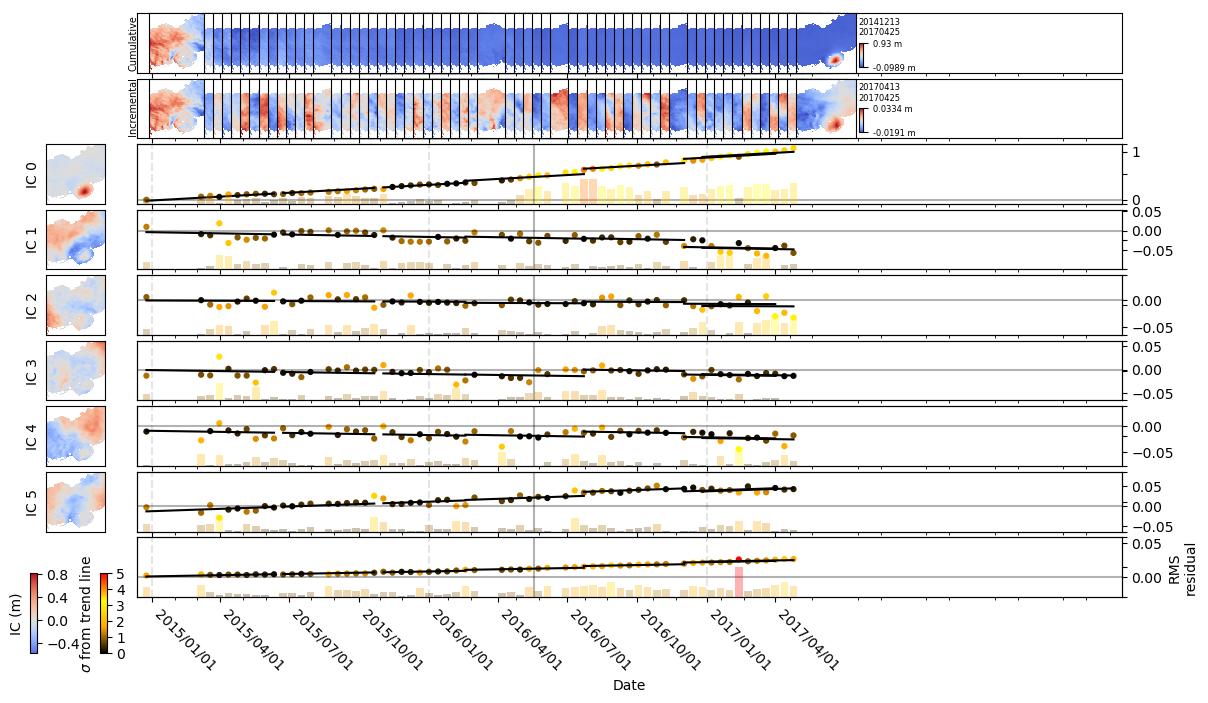 Cumulative
20141213
20170425
0.93 m
-0.0989 m
Incremental
20170413
20170425
0.0334 m
-0.0191 m
IC 0
1
0
IC 1
0.05
0.00
−0.05
IC 2
0.00
−0.05
IC 3
0.05
0.00
−0.05
IC 4
0.00
−0.05
IC 5
0.05
0.00
−0.05
0.05
0.00
RMS
residual
IC (m)
0.8
0.4
0.0
−0.4
σ from trend line
5
4
3
2
1
0
2015/01/01
2015/04/01
2015/07/01
2015/10/01
2016/01/01
2016/04/01
2016/07/01
2016/10/01
2017/01/01
2017/04/01
Date